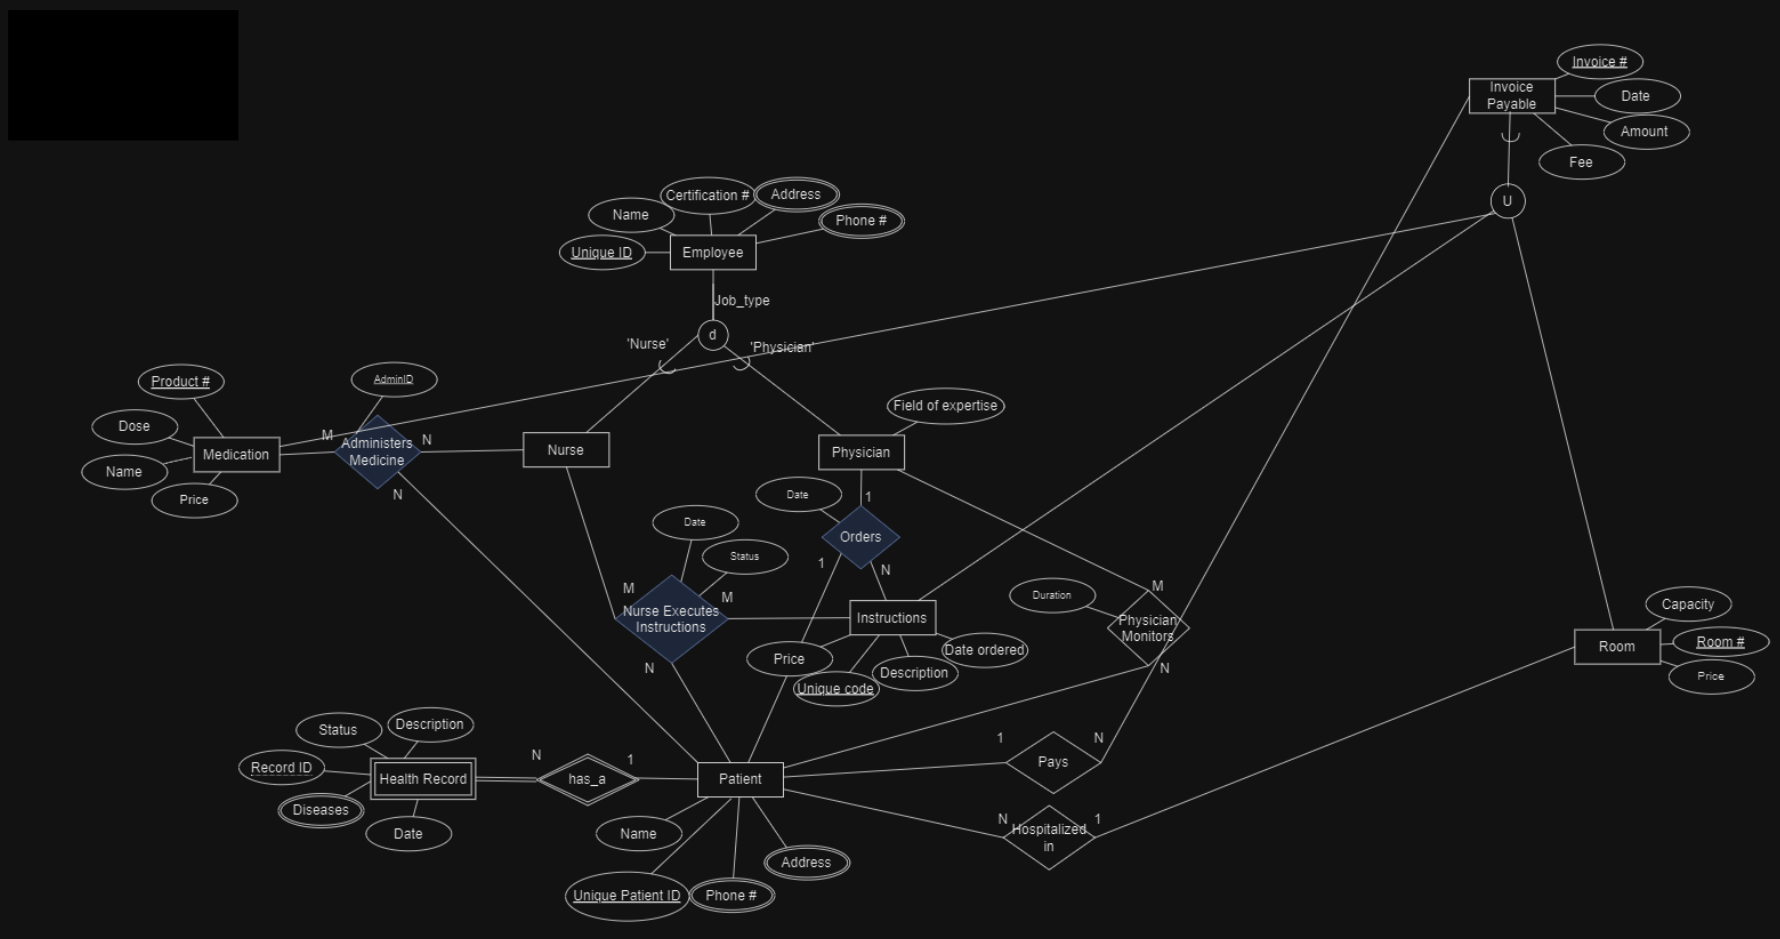 Invoice #
Invoice
Payable
Date
Amount
Fee
U
Certification #
Address
Name
Phone #
Unique ID
Employee
Job_type
d
'Nurse'
'Physician'
Product #
AdminID
Field of expertise
Dose
M
Administers
Medicine
N
Nurse
Physician
Medication
Name
Price
N
Date
1
Date
Orders
Status
1
N
M
M
Nurse Executes
Instructions
N
Instructions
Duration
M
Physician
Monitors
N
Capacity
Room #
Room
Price
Price
Date ordered
Description
Unique code
Status
Description
Record ID
Health Record
Diseases
Date
N
has_a
1
Patient
1
Pays
N
N
Hospitalized
in
1
Name
Address
Unique Patient ID
Phone #